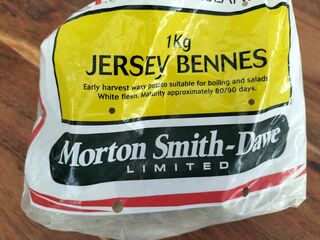 1Kg
JERSEY BENNES
Early harvest waxy potato suitable for boiling and salads
White flesh. Maturity approximately 80/90 days.
Morton Smith-Dawe
LIMITED